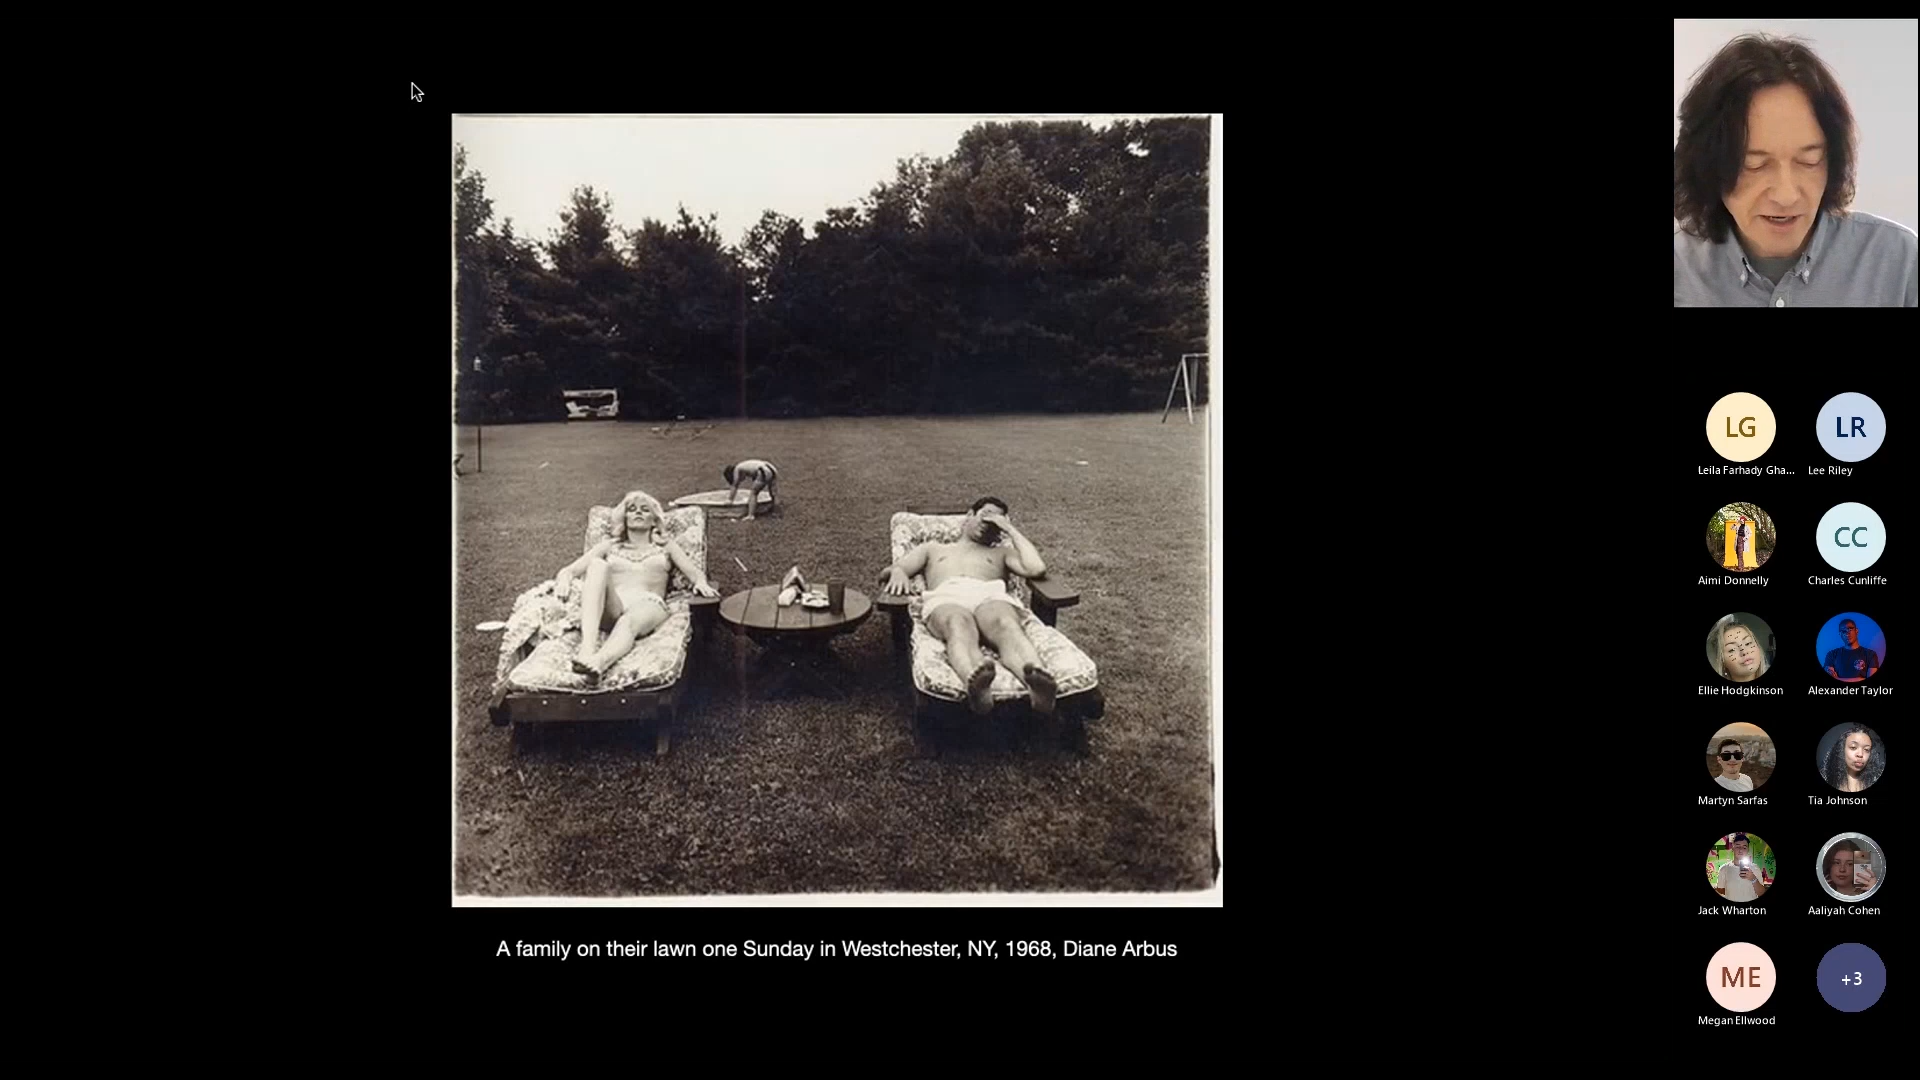 A family on their lawn one Sunday in Westchester, NY, 1968, Diane Arbus
LG
LR
Leila Farhady Gha...
Lee Riley
CC
Aimi Donnelly
Charles Cunliffe
Ellie Hodgkinson
Alexander Taylor
Martyn Sarfas
Tia Johnson
Jack Wharton
Aaliyah Cohen
ME
+3
Megan Ellwood